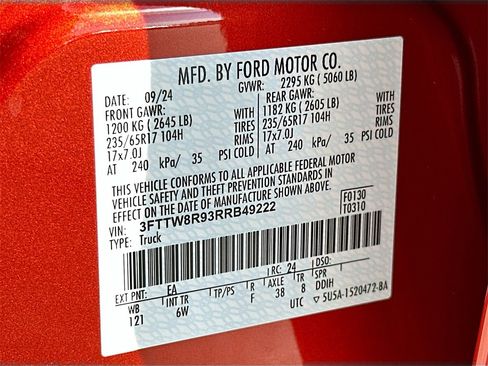 MFD. BY FORD MOTOR CO.
DATE: 09/24 GVWR: 2295 KG ( 5060 LB)
FRONT GAWR: WITH REAR GAWR: WITH
1200 KG ( 2645 LB) TIRES 1182 KG ( 2605 LB) TIRES
235/65R17 104H RIMS 235/65R17 104H RIMS
17x7.0J 17x7.0J
AT 240 kPa/ 35 PSI COLD AT 240 kPa/ 35 PSI COLD
THIS VEHICLE CONFORMS TO ALL APPLICABLE FEDERAL MOTOR
VEHICLE SAFETY AND THEFT PREVENTION STANDARDS IN
EFFECT ON THE DATE OF MANUFACTURE SHOWN ABOVE.
VIN: 3FTTW8R93RRB49222 F0130
TYPE: Truck T0310
EXT PNT: EA RC: 24 DSO:
WB INT TR TP/PS R AXLE TR SPR
121 6W F 38 8 DDIH
UTC 5U5A-1520472-BA